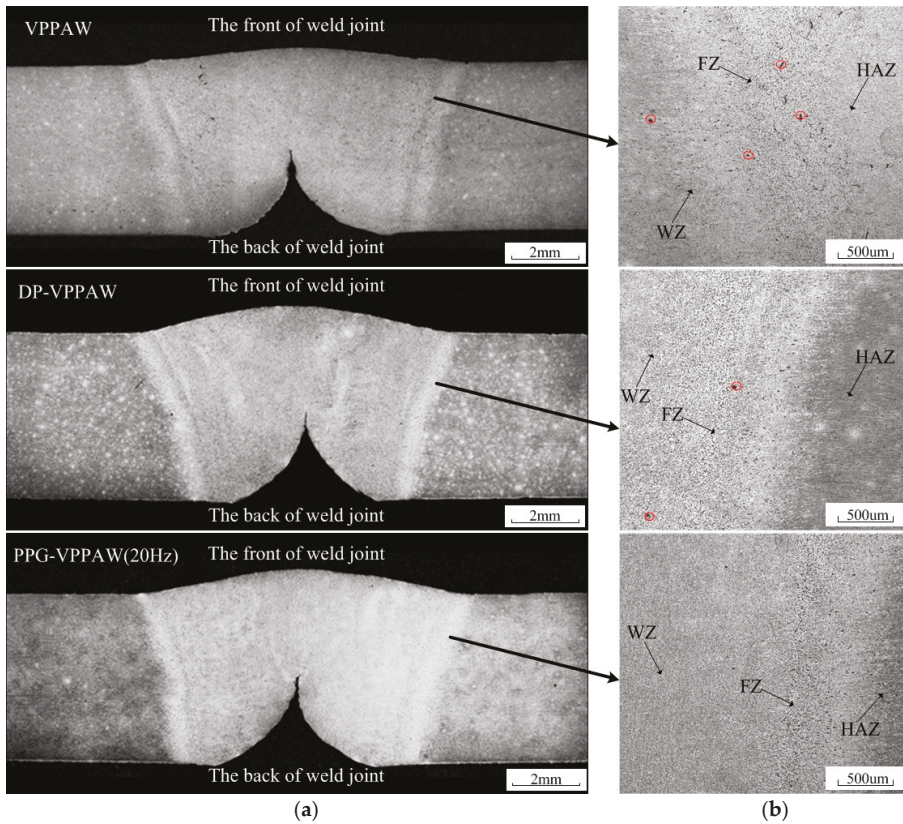 VPPAW
The front of weld joint
The back of weld joint
2mm
FZ
HAZ
WZ
500um
DP-VPPAW
The front of weld joint
The back of weld joint
2mm
WZ
FZ
HAZ
500um
PPG-VPPAW(20Hz)
The front of weld joint
The back of weld joint
2mm
WZ
FZ
HAZ
500um
(a)
(b)